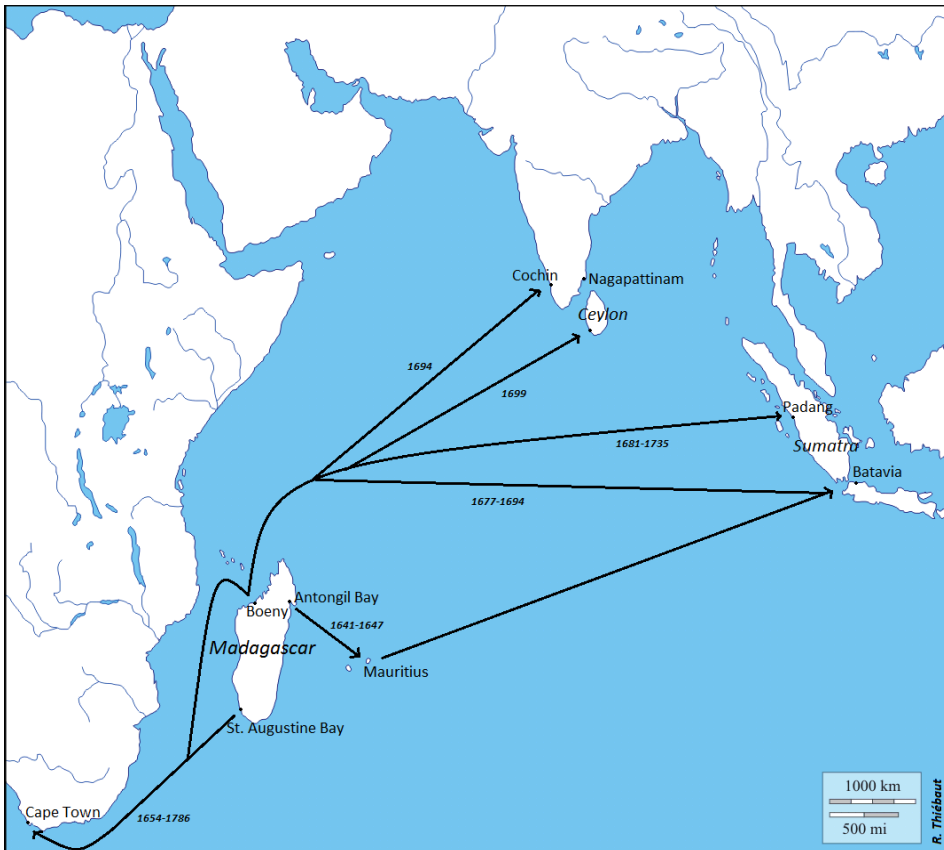 Cochin
Nagapattinam
Ceylon
1694
1699
Padang
1681-1735
Sumatra
Batavia
1677-1694
Antongil Bay
Boeny
1641-1647
Madagascar
Mauritius
St. Augustine Bay
1000 km
500 mi
R. Thiébaut
Cape Town
1654-1786